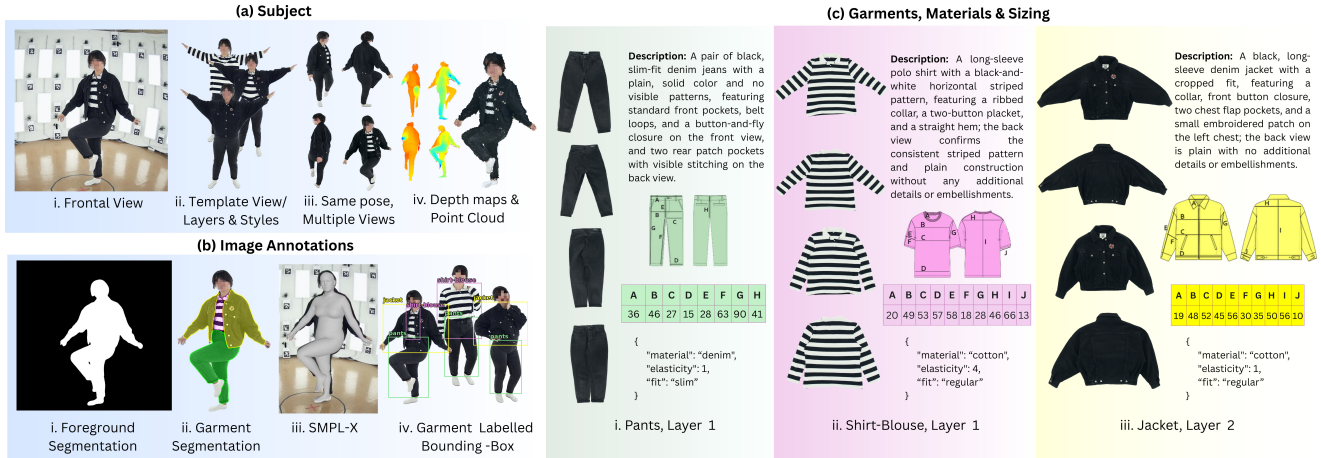 (a) Subject
i. Frontal View
ii. Template View/
Layers & Styles
iii. Same pose,
Multiple Views
iv. Depth maps &
Point Cloud
(b) Image Annotations
jacket
shirt-blouse
pants
shirt-blouse
pants
jacket
pants
i. Foreground
Segmentation
ii. Garment
Segmentation
iii. SMPL-X
iv. Garment Labelled
Bounding -Box
(c) Garments, Materials & Sizing
Description: A pair of black,
slim-fit denim jeans with a
plain, solid color and no
visible patterns, featuring
standard front pockets, belt
loops, and a button-and-fly
closure on the front view,
and two rear patch pockets
with visible stitching on the
back view.
A
E
B
C
G
F
D
H
A B C D E F G H
36 46 27 15 28 63 90 41
{
"material": "denim",
"elasticity": 1,
"fit": "slim"
}
i. Pants, Layer 1
Description: A long-sleeve
polo shirt with a black-and-
white horizontal striped
pattern, featuring a ribbed
collar, a two-button placket,
and a straight hem; the back
view confirms the
consistent striped pattern
and plain construction
without any additional
details or embellishments.
A
B
E
C
F
G
D
H
I
J
A B C D E F G H I J
20 49 53 57 58 18 28 46 66 13
{
"material": "cotton",
"elasticity": 4,
"fit": "regular"
}
ii. Shirt-Blouse, Layer 1
Description: A black, long-
sleeve denim jacket with a
cropped fit, featuring a
collar, front button closure,
two chest flap pockets, and a
small embroidered patch on
the left chest; the back view
is plain with no additional
details or embellishments.
A
B
G
E
C
F
D
H
I
J
A B C D E F G H I J
19 48 52 45 56 30 35 50 56 10
{
"material": "cotton",
"elasticity": 1,
"fit": "regular"
}
iii. Jacket, Layer 2